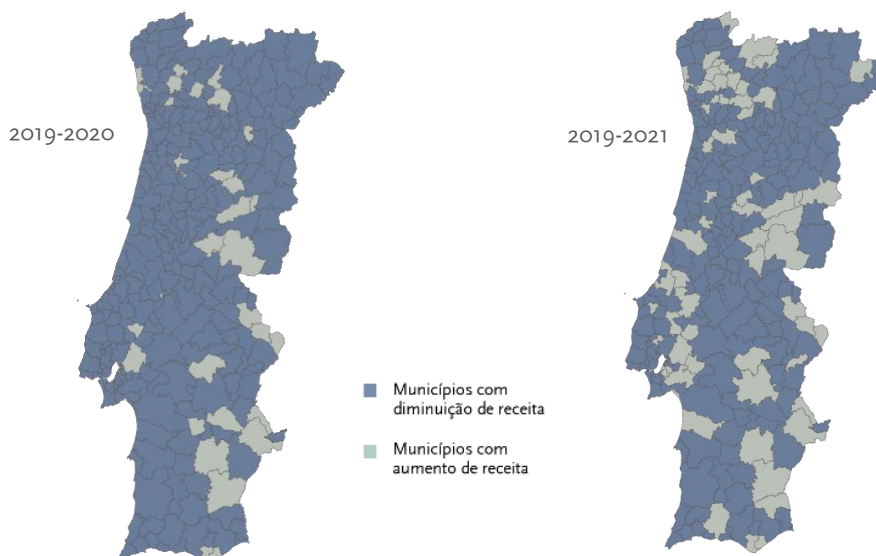 2019-2020
2019-2021
Municípios com
diminuição de receita
Municípios com
aumento de receita